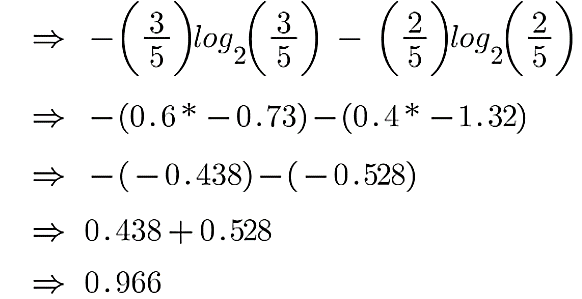 ⇒ −(3/5)log₂(3/5) − (2/5)log₂(2/5)
⇒ −(0.6 * −0.73)−(0.4 * −1.32)
⇒ −(−0.438)−(−0.528)
⇒ 0.438+0.528
⇒ 0.966